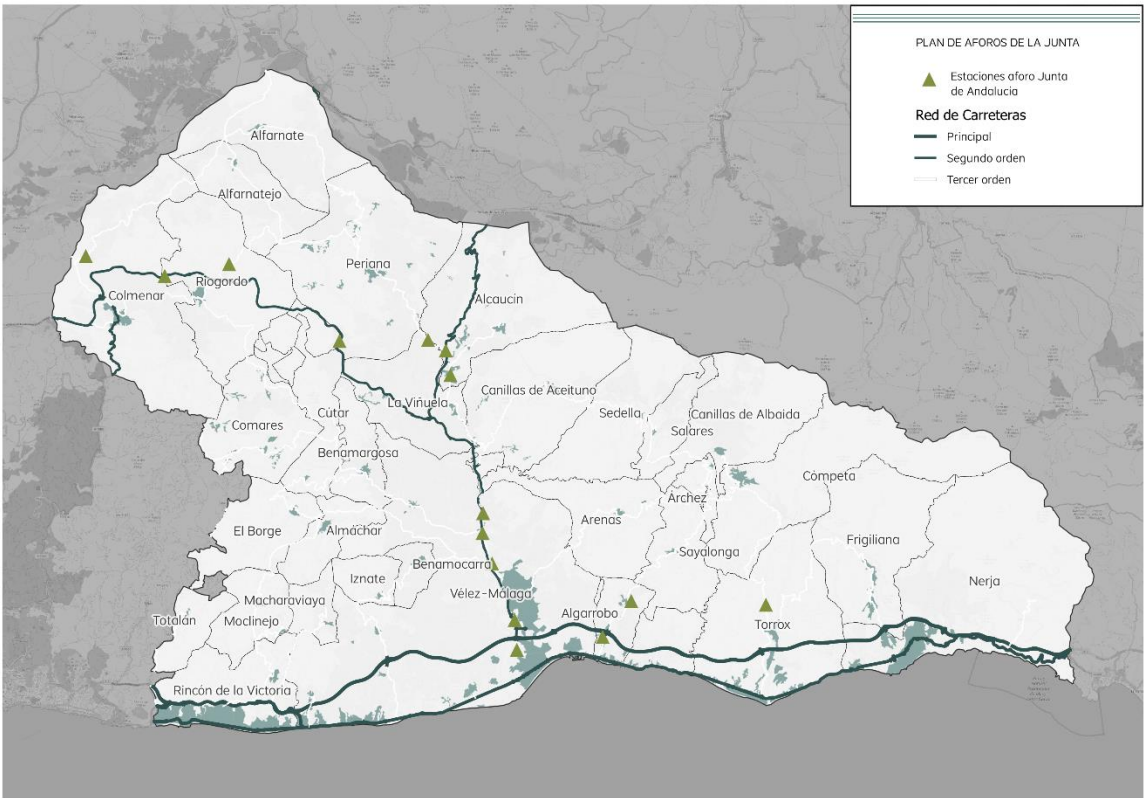 PLAN DE AFOROS DE LA JUNTA
Estaciones aforo Junta
de Andalucía
Red de Carreteras
Principal
Segundo orden
Tercer orden
Alfarnate
Alfarnatejo
Periana
Riogordo
Colmenar
Alcaucín
La Viñuela
Canillas de Aceituno
Sedella
Canillas de Albaida
Salares
Cútar
Comares
Benamargosa
Cómpeta
Archez
Arenas
El Borge
Almáchar
Sayalonga
Frigiliana
Benamocarra
Iznate
Nerja
Vélez-Málaga
Macharaviaya
Algarrobo
Totalán
Moclinejo
Torrox
Rincón de la Victoria